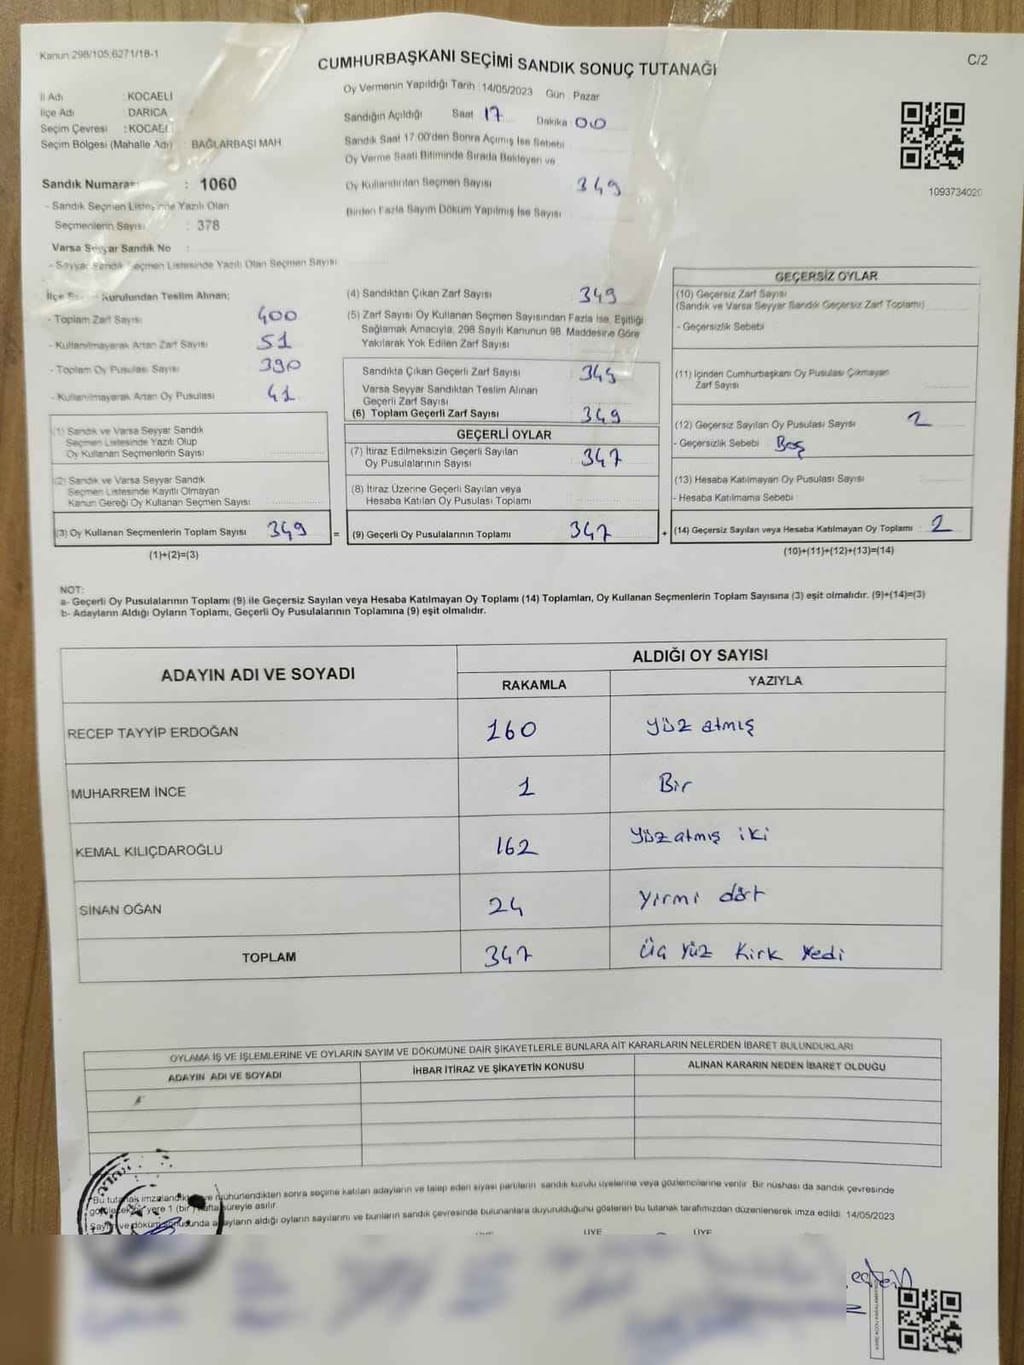 Kanun 298/105,6271/18-1
CUMHURBAŞKANI SEÇİMİ SANDIK SONUÇ TUTANAĞI
C/2
İl Adı : KOCAELİ
İlçe Adı DARICA
Seçim Çevresi : KOCAELİ
Seçim Bölgesi (Mahalle Adı) : BAĞLARBAŞI MAH
Sandık Numarası : 1060
- Sandık Seçmen Listesinde Yazılı Olan
Seçmenlerin Sayısı : 378
Varsa Seyyar Sandık No :
- Seyyar Sandık Seçmen Listesinde Yazılı Olan Seçmen Sayısı
Oy Vermenin Yapıldığı Tarih :14/05/2023 Gün : Pazar
Sandığın Açıldığı Saat 17 Dakika 00
Sandık Saat 17:00'den Sonra Açılmış İse Sebebi
Oy Verme Saati Bitiminde Sırada Bekleyen ve
Oy Kullandırılan Seçmen Sayısı 349
Birden Fazla Sayım Döküm Yapılmış İse Sayısı
1093734020
İlçe Kurulundan Teslim Alınan;
- Toplam Zarf Sayısı 400
- Kullanılmayarak Artan Zarf Sayısı 51
- Toplam Oy Pusulası Sayısı 390
- Kullanılmayarak Artan Oy Pusulası 41
(1) Sandık ve Varsa Seyyar Sandık
Seçmen Listesinde Yazılı Olup
Oy Kullanan Seçmenlerin Sayısı
(2) Sandık ve Varsa Seyyar Sandık
Seçmen Listesinde Kayıtlı Olmayan
Kanun Gereği Oy Kullanan Seçmen Sayısı
(3) Oy Kullanan Seçmenlerin Toplam Sayısı 349
(1)+(2)=(3)
(4) Sandıktan Çıkan Zarf Sayısı 349
(5) Zarf Sayısı Oy Kullanan Seçmen Sayısından Fazla İse, Eşitliği
Sağlamak Amacıyla, 298 Sayılı Kanunun 98. Maddesine Göre
Yakılarak Yok Edilen Zarf Sayısı
Sandıkta Çıkan Geçerli Zarf Sayısı 349
Varsa Seyyar Sandıktan Teslim Alınan
Geçerli Zarf Sayısı
(6) Toplam Geçerli Zarf Sayısı 349
GEÇERLİ OYLAR
(7) İtiraz Edilmeksizin Geçerli Sayılan
Oy Pusulalarının Sayısı 347
(8) İtiraz Üzerine Geçerli Sayılan veya
Hesaba Katılan Oy Pusulası Toplamı
= (9) Geçerli Oy Pusulalarının Toplamı 347 +
GEÇERSİZ OYLAR
(10) Geçersiz Zarf Sayısı
(Sandık ve Varsa Seyyar Sandık Geçersiz Zarf Toplamı)
- Geçersizlik Sebebi
(11) İçinden Cumhurbaşkanı Oy Pusulası Çıkmayan
Zarf Sayısı
(12) Geçersiz Sayılan Oy Pusulası Sayısı 2
- Geçersizlik Sebebi Boş
(13) Hesaba Katılmayan Oy Pusulası Sayısı
- Hesaba Katılmama Sebebi
(14) Geçersiz Sayılan veya Hesaba Katılmayan Oy Toplamı 2
(10)+(11)+(12)+(13)=(14)
NOT:
a- Geçerli Oy Pusulalarının Toplamı (9) ile Geçersiz Sayılan veya Hesaba Katılmayan Oy Toplamı (14) Toplamları, Oy Kullanan Seçmenlerin Toplam Sayısına (3) eşit olmalıdır. (9)+(14)=(3)
b- Adayların Aldığı Oyların Toplamı, Geçerli Oy Pusulalarının Toplamına (9) eşit olmalıdır.
ADAYIN ADI VE SOYADI
ALDIĞI OY SAYISI
RAKAMLA YAZIYLA
RECEP TAYYİP ERDOĞAN 160 Yüz atmış
MUHARREM İNCE 1 Bir
KEMAL KILIÇDAROĞLU 162 Yüz atmış iki
SİNAN OĞAN 24 Yirmi dört
TOPLAM 347 Üç Yüz Kırk Yedi
OYLAMA İŞ VE İŞLEMLERİNE VE OYLARIN SAYIM VE DÖKÜMÜNE DAİR ŞİKAYETLERLE BUNLARA AİT KARARLARIN NELERDEN İBARET BULUNDUKLARI
ADAYIN ADI VE SOYADI İHBAR İTİRAZ VE ŞİKAYETİN KONUSU ALINAN KARARIN NEDEN İBARET OLDUĞU
Bu tutanak imzalandıktan ve mühürlendikten sonra seçime katılan adayların ve talep eden siyasi partilerin sandık kurulu üyelerine veya gözlemcilerine verilir. Bir nüshası da sandık çevresinde
yere 1 (bir) hafta süreyle asılır.
Sayım ve döküm konusunda adayların aldığı oyların sayılarını ve bunların sandık çevresinde bulunanlara duyurulduğunu gösteren bu tutanak tarafımızdan düzenlenerek imza edildi. 14/05/2023
ÜYE ÜYE